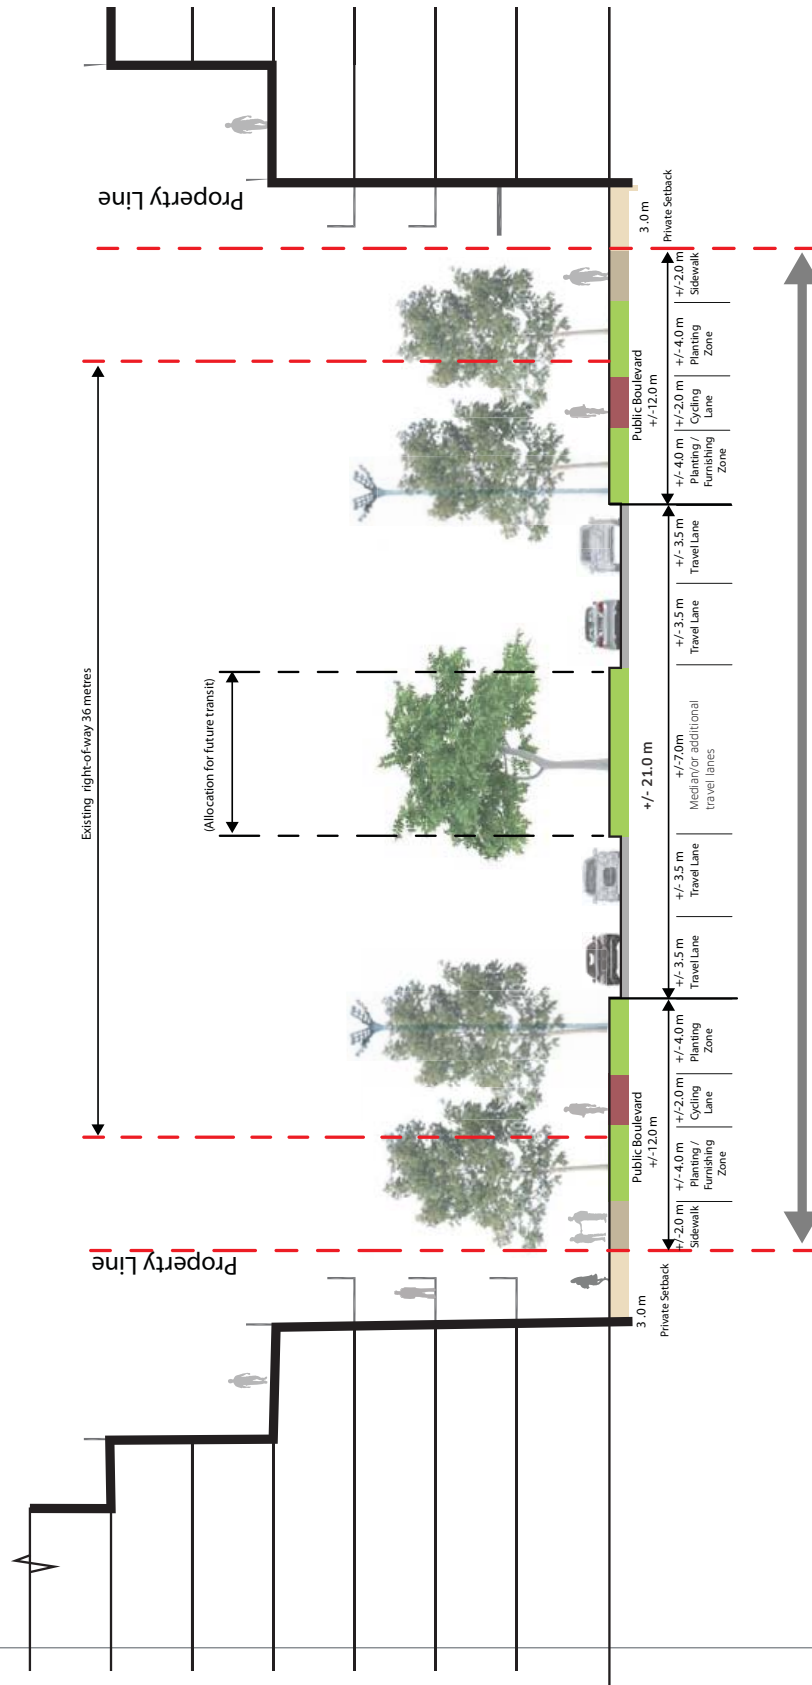 Property Line
Existing right-of-way 36 metres
(Allocation for future transit)
Property Line
3.0 m
Private Setback
Public Boulevard
+/-12.0 m
+/-2.0 m
Sidewalk
+/-4.0 m
Planting /
Furnishing
Zone
+/-2.0 m
Cycling
Lane
+/-4.0 m
Planting
Zone
+/- 21.0 m
+/- 3.5 m
Travel Lane
+/- 3.5 m
Travel Lane
+/-7.0m
Median/or additional
travel lanes
+/- 3.5 m
Travel Lane
+/- 3.5 m
Travel Lane
Public Boulevard
+/-12.0 m
+/- 4.0 m
Planting /
Furnishing
Zone
+/-2.0 m
Cycling
Lane
+/-4.0 m
Planting
Zone
+/-2.0 m
Sidewalk
3.0 m
Private Setback